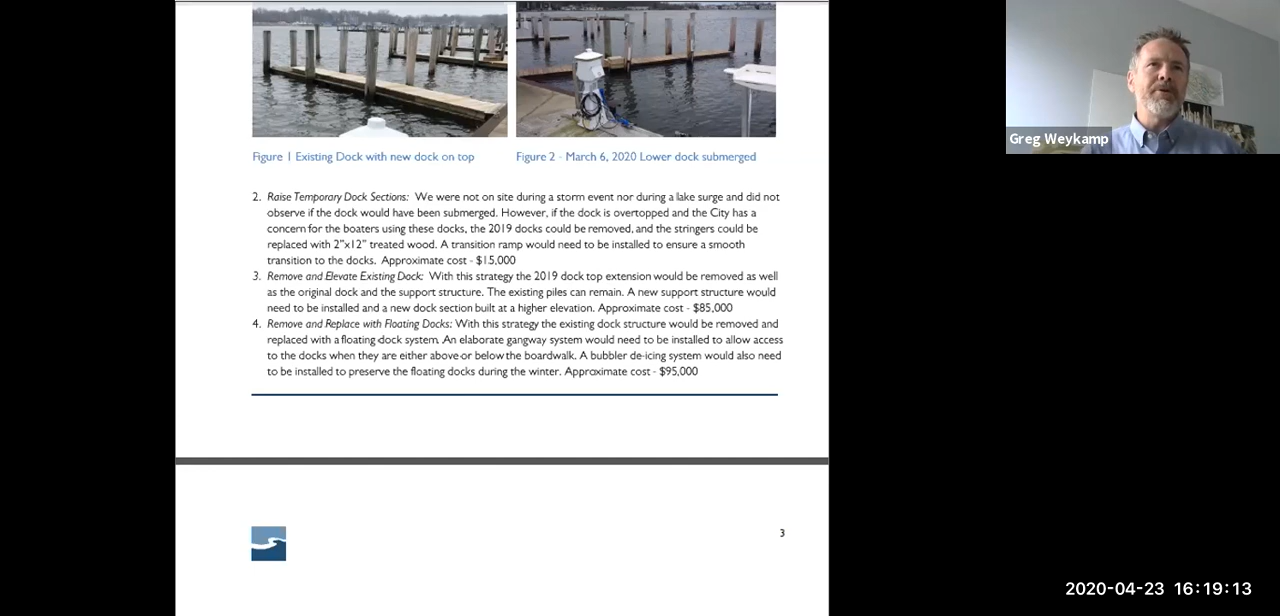 Greg Weykamp
Figure 1 Existing Dock with new dock on top
Figure 2 - March 6, 2020 Lower dock submerged
2. Raise Temporary Dock Sections: We were not on site during a storm event nor during a lake surge and did not
observe if the dock would have been submerged. However, if the dock is overtopped and the City has a
concern for the boaters using these docks, the 2019 docks could be removed, and the stringers could be
replaced with 2"x12" treated wood. A transition ramp would need to be installed to ensure a smooth
transition to the docks. Approximate cost - $15,000
3. Remove and Elevate Existing Dock: With this strategy the 2019 dock top extension would be removed as well
as the original dock and the support structure. The existing piles can remain. A new support structure would
need to be installed and a new dock section built at a higher elevation. Approximate cost - $85,000
4. Remove and Replace with Floating Docks: With this strategy the existing dock structure would be removed and
replaced with a floating dock system. An elaborate gangway system would need to be installed to allow access
to the docks when they are either above or below the boardwalk. A bubbler de-icing system would also need
to be installed to preserve the floating docks during the winter. Approximate cost - $95,000
3
2020-04-23 16:19:13